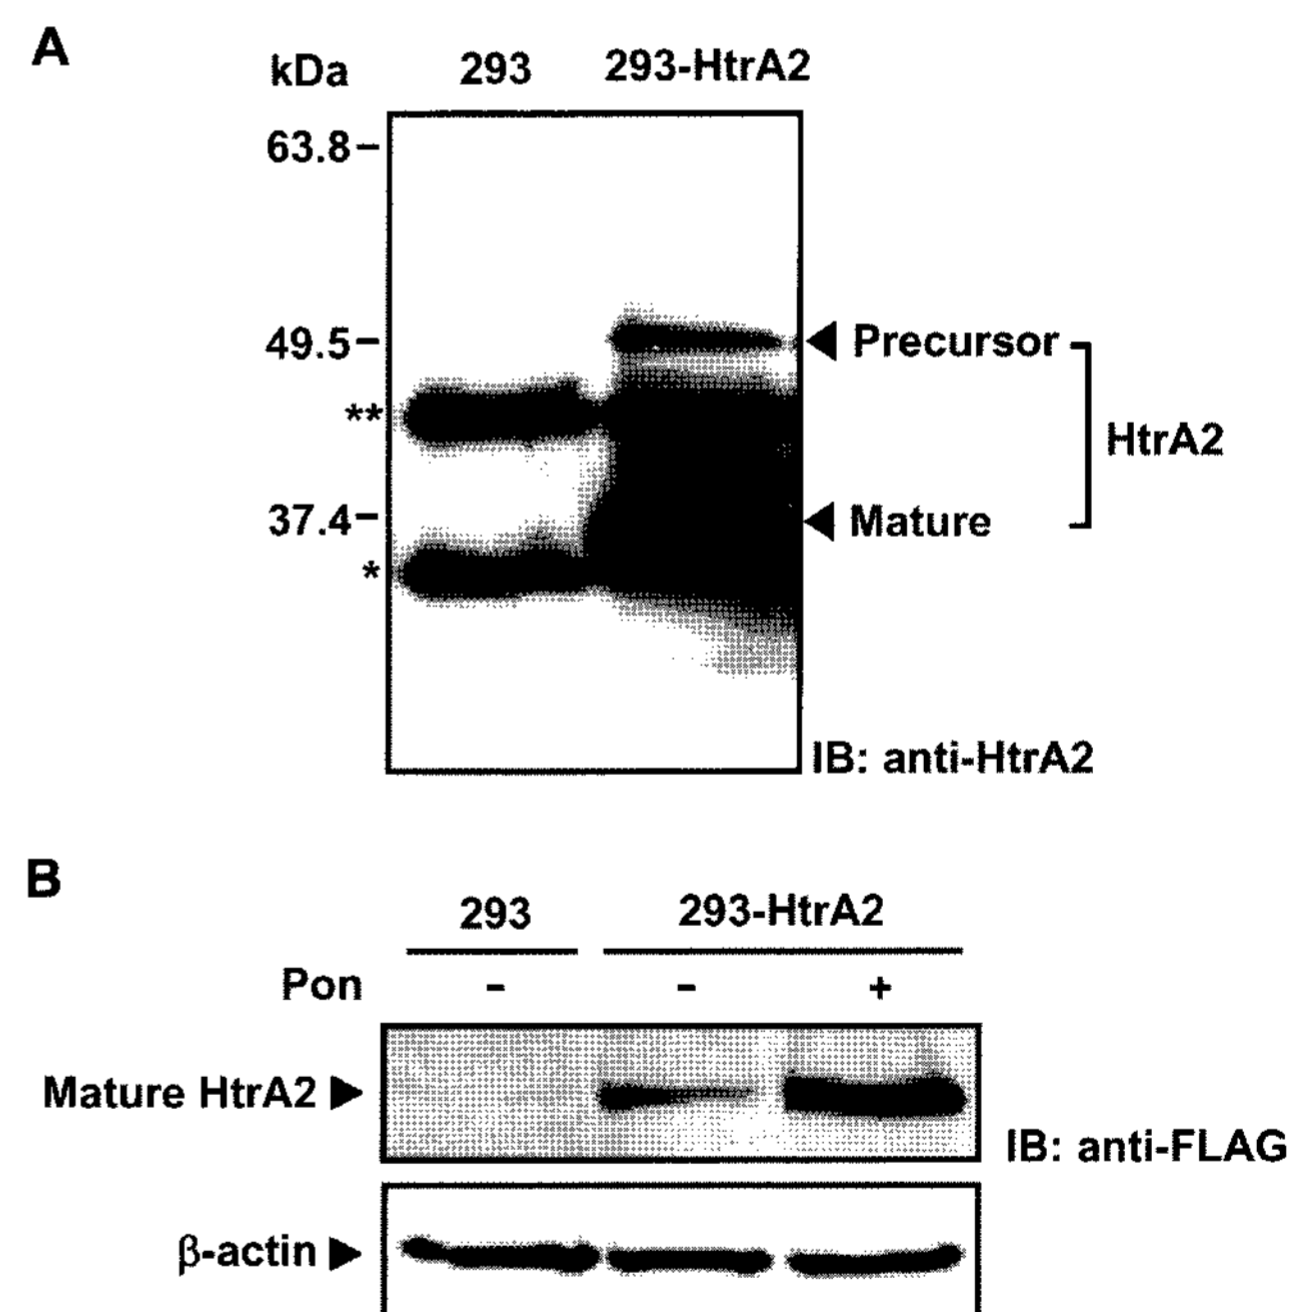 A
kDa 293 293-HtrA2
63.8
49.5
Precursor
**
HtrA2
37.4
Mature
*
IB: anti-HtrA2
B
293 293-HtrA2
Pon - - +
Mature HtrA2
IB: anti-FLAG
β-actin